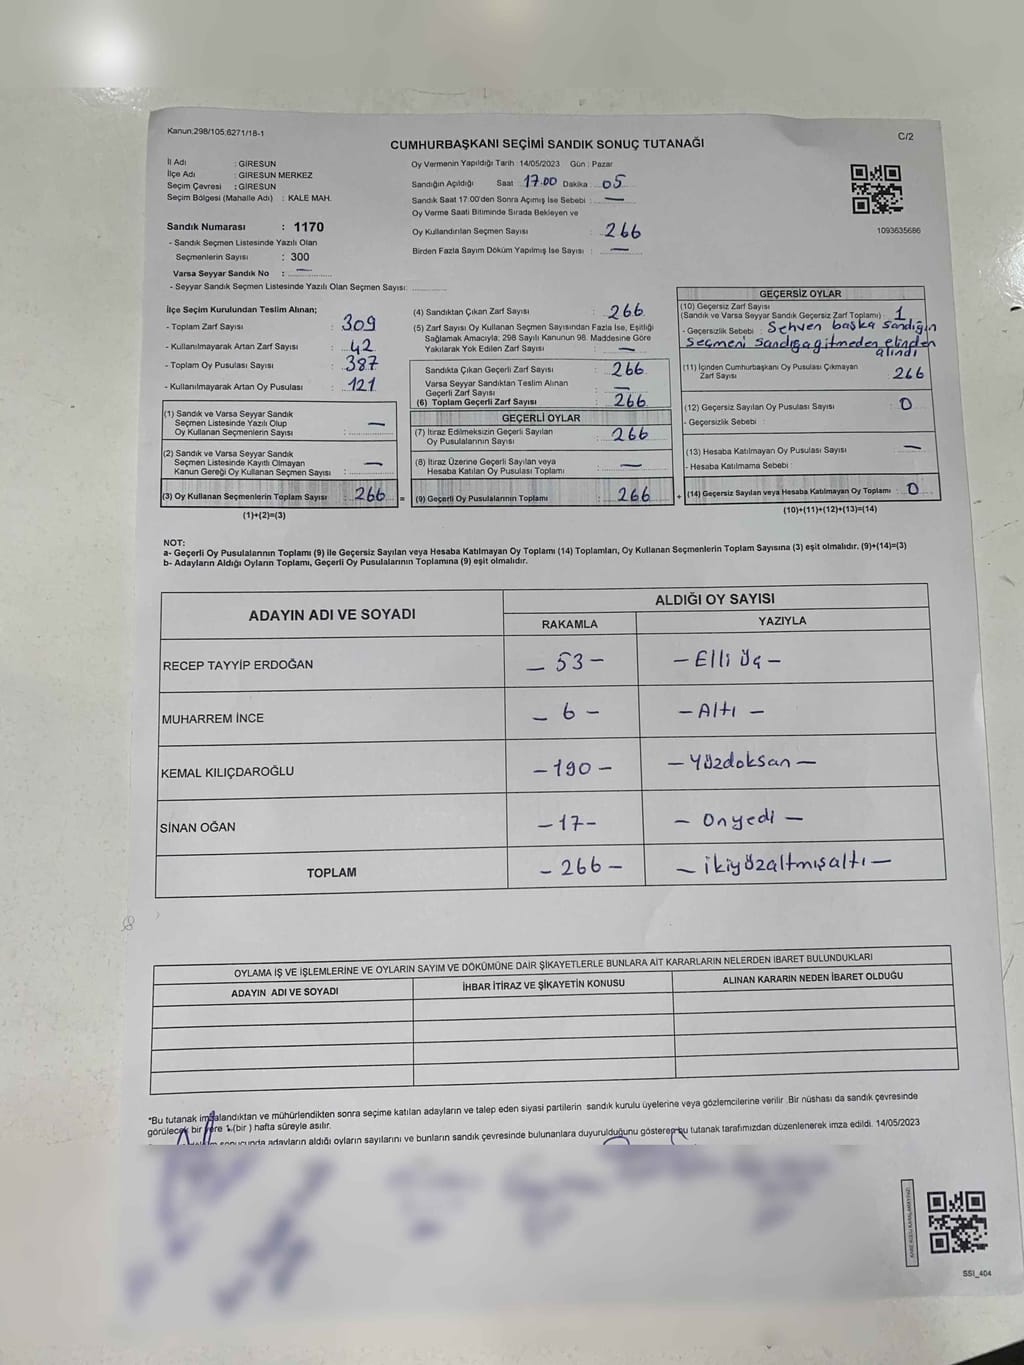 Kanun:298/105;6271/18-1
C/2
CUMHURBAŞKANI SEÇİMİ SANDIK SONUÇ TUTANAĞI
İl Adı : GİRESUN
İlçe Adı : GİRESUN MERKEZ
Seçim Çevresi : GİRESUN
Seçim Bölgesi (Mahalle Adı) : KALE MAH.
Sandık Numarası : 1170
- Sandık Seçmen Listesinde Yazılı Olan
Seçmenlerin Sayısı : 300
Varsa Seyyar Sandık No : —
- Seyyar Sandık Seçmen Listesinde Yazılı Olan Seçmen Sayısı:
Oy Vermenin Yapıldığı Tarih :14/05/2023 Gün : Pazar
Sandığın Açıldığı Saat 17.00 Dakika : 05
Sandık Saat 17:00'den Sonra Açımış İse Sebebi : —
Oy Verme Saati Bitiminde Sırada Bekleyen ve
Oy Kullandırılan Seçmen Sayısı : 266
Birden Fazla Sayım Döküm Yapılmış İse Sayısı : —
1093635686
İlçe Seçim Kurulundan Teslim Alınan;
- Toplam Zarf Sayısı : 309
- Kullanılmayarak Artan Zarf Sayısı : 42
- Toplam Oy Pusulası Sayısı : 387
- Kullanılmayarak Artan Oy Pusulası : 121
(1) Sandık ve Varsa Seyyar Sandık
Seçmen Listesinde Yazılı Olup
Oy Kullanan Seçmenlerin Sayısı : —
(2) Sandık ve Varsa Seyyar Sandık
Seçmen Listesinde Kayıtlı Olmayan
Kanun Gereği Oy Kullanan Seçmen Sayısı : —
(3) Oy Kullanan Seçmenlerin Toplam Sayısı : 266 =
(1)+(2)=(3)
(4) Sandıktan Çıkan Zarf Sayısı : 266
(5) Zarf Sayısı Oy Kullanan Seçmen Sayısından Fazla İse, Eşitliği
Sağlamak Amacıyla; 298 Sayılı Kanunun 98. Maddesine Göre
Yakılarak Yok Edilen Zarf Sayısı : —
Sandıkta Çıkan Geçerli Zarf Sayısı : 266
Varsa Seyyar Sandıktan Teslim Alınan
Geçerli Zarf Sayısı : —
(6) Toplam Geçerli Zarf Sayısı : 266
GEÇERLİ OYLAR
(7) İtiraz Edilmeksizin Geçerli Sayılan
Oy Pusulalarının Sayısı : 266
(8) İtiraz Üzerine Geçerli Sayılan veya
Hesaba Katılan Oy Pusulası Toplamı : —
(9) Geçerli Oy Pusulalarının Toplamı : 266 +
GEÇERSİZ OYLAR
(10) Geçersiz Zarf Sayısı
(Sandık ve Varsa Seyyar Sandık Geçersiz Zarf Toplamı) : 1
- Geçersizlik Sebebi : Sehven başka sandığın
seçmeni sandığa gitmeden elinden
alındı
(11) İçinden Cumhurbaşkanı Oy Pusulası Çıkmayan
Zarf Sayısı 266
(12) Geçersiz Sayılan Oy Pusulası Sayısı : 0
- Geçersizlik Sebebi :
(13) Hesaba Katılmayan Oy Pusulası Sayısı : —
- Hesaba Katılmama Sebebi :
(14) Geçersiz Sayılan veya Hesaba Katılmayan Oy Toplamı : 0
(10)+(11)+(12)+(13)=(14)
NOT:
a- Geçerli Oy Pusulalarının Toplamı (9) ile Geçersiz Sayılan veya Hesaba Katılmayan Oy Toplamı (14) Toplamları, Oy Kullanan Seçmenlerin Toplam Sayısına (3) eşit olmalıdır. (9)+(14)=(3)
b- Adayların Aldığı Oyların Toplamı, Geçerli Oy Pusulalarının Toplamına (9) eşit olmalıdır.
ADAYIN ADI VE SOYADI
ALDIĞI OY SAYISI
RAKAMLA YAZIYLA
RECEP TAYYİP ERDOĞAN — 53 — — Elli üç —
MUHARREM İNCE — 6 — — Altı —
KEMAL KILIÇDAROĞLU — 190 — — Yüzdoksan —
SİNAN OĞAN — 17 — — Onyedi —
TOPLAM — 266 — — ikiyüzaltmışaltı —
OYLAMA İŞ VE İŞLEMLERİNE VE OYLARIN SAYIM VE DÖKÜMÜNE DAİR ŞİKAYETLERLE BUNLARA AİT KARARLARIN NELERDEN İBARET BULUNDUKLARI
ADAYIN ADI VE SOYADI İHBAR İTİRAZ VE ŞİKAYETİN KONUSU ALINAN KARARIN NEDEN İBARET OLDUĞU
*Bu tutanak imzalandıktan ve mühürlendikten sonra seçime katılan adayların ve talep eden siyasi partilerin sandık kurulu üyelerine veya gözlemcilerine verilir. Bir nüshası da sandık çevresinde
görülecek bir yere 1.(bir ) hafta süreyle asılır.
sonucunda adayların aldığı oyların sayılarını ve bunların sandık çevresinde bulunanlara duyurulduğunu gösteren bu tutanak tarafımızdan düzenlenerek imza edildi. 14/05/2023
SSI_404